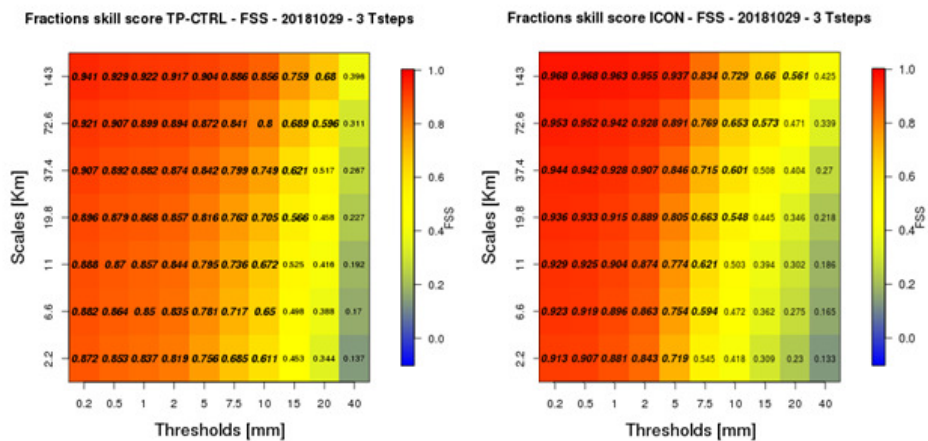 Fractions skill score TP-CTRL - FSS - 20181029 - 3 Tsteps
143 0.941 0.929 0.922 0.917 0.904 0.886 0.856 0.759 0.68 0.396
72.6 0.921 0.907 0.899 0.894 0.872 0.841 0.8 0.689 0.596 0.311
37.4 0.907 0.892 0.882 0.874 0.842 0.799 0.749 0.621 0.517 0.267
19.8 0.896 0.879 0.868 0.857 0.816 0.763 0.705 0.566 0.458 0.227
11 0.888 0.87 0.857 0.844 0.795 0.736 0.672 0.525 0.416 0.192
6.6 0.882 0.864 0.85 0.835 0.781 0.717 0.65 0.498 0.388 0.17
2.2 0.872 0.853 0.837 0.819 0.756 0.685 0.611 0.453 0.344 0.137
0.2 0.5 1 2 5 7.5 10 15 20 40
Scales [Km]
Thresholds [mm]
1.0
0.8
0.6
0.4
0.2
0.0
FSS
Fractions skill score ICON - FSS - 20181029 - 3 Tsteps
143 0.968 0.968 0.963 0.955 0.937 0.834 0.729 0.66 0.561 0.425
72.6 0.953 0.952 0.942 0.928 0.891 0.769 0.653 0.573 0.471 0.339
37.4 0.944 0.942 0.928 0.907 0.846 0.715 0.601 0.508 0.404 0.27
19.8 0.936 0.933 0.915 0.889 0.805 0.663 0.548 0.445 0.346 0.218
11 0.929 0.925 0.904 0.874 0.774 0.621 0.503 0.394 0.302 0.186
6.6 0.923 0.919 0.896 0.863 0.754 0.594 0.472 0.362 0.275 0.165
2.2 0.913 0.907 0.881 0.843 0.719 0.545 0.418 0.309 0.23 0.133
0.2 0.5 1 2 5 7.5 10 15 20 40
Scales [Km]
Thresholds [mm]
1.0
0.8
0.6
0.4
0.2
0.0
FSS